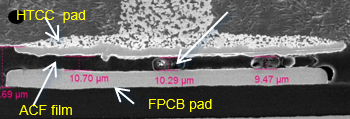 HTCC pad
10.70 µm
10.29 µm
9.47 µm
.69 µm
ACF film
FPCB pad